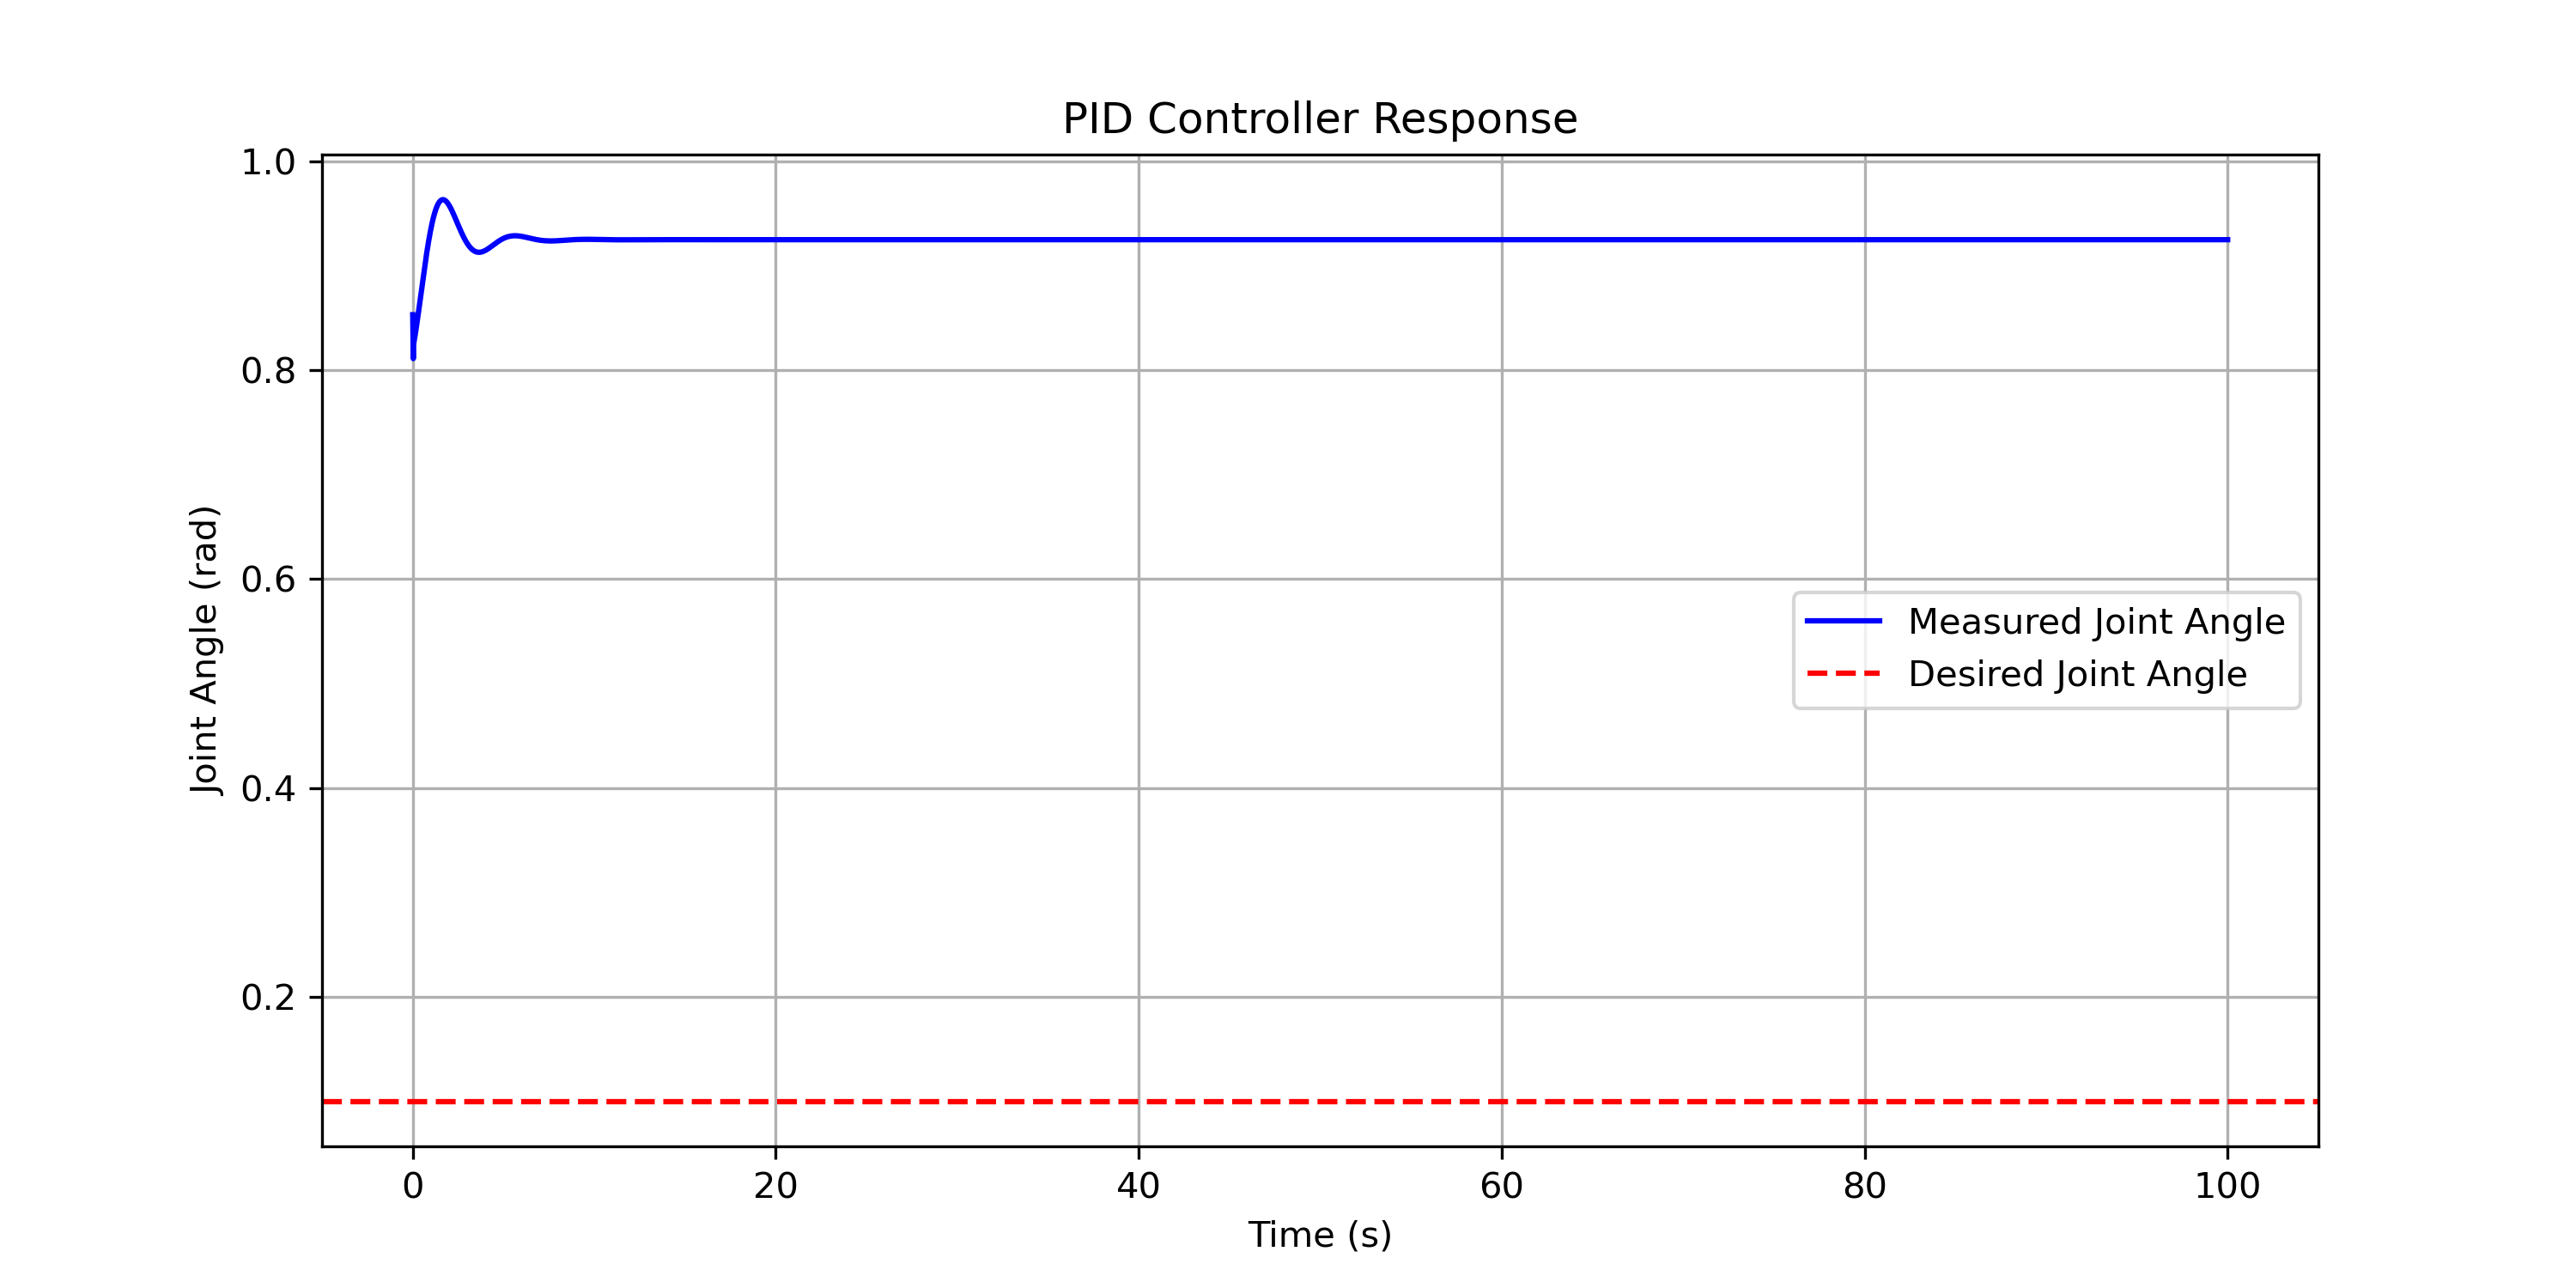 PID Controller Response
1.0
0.8
0.6
0.4
0.2
Joint Angle (rad)
Measured Joint Angle
Desired Joint Angle
0 20 40 60 80 100
Time (s)